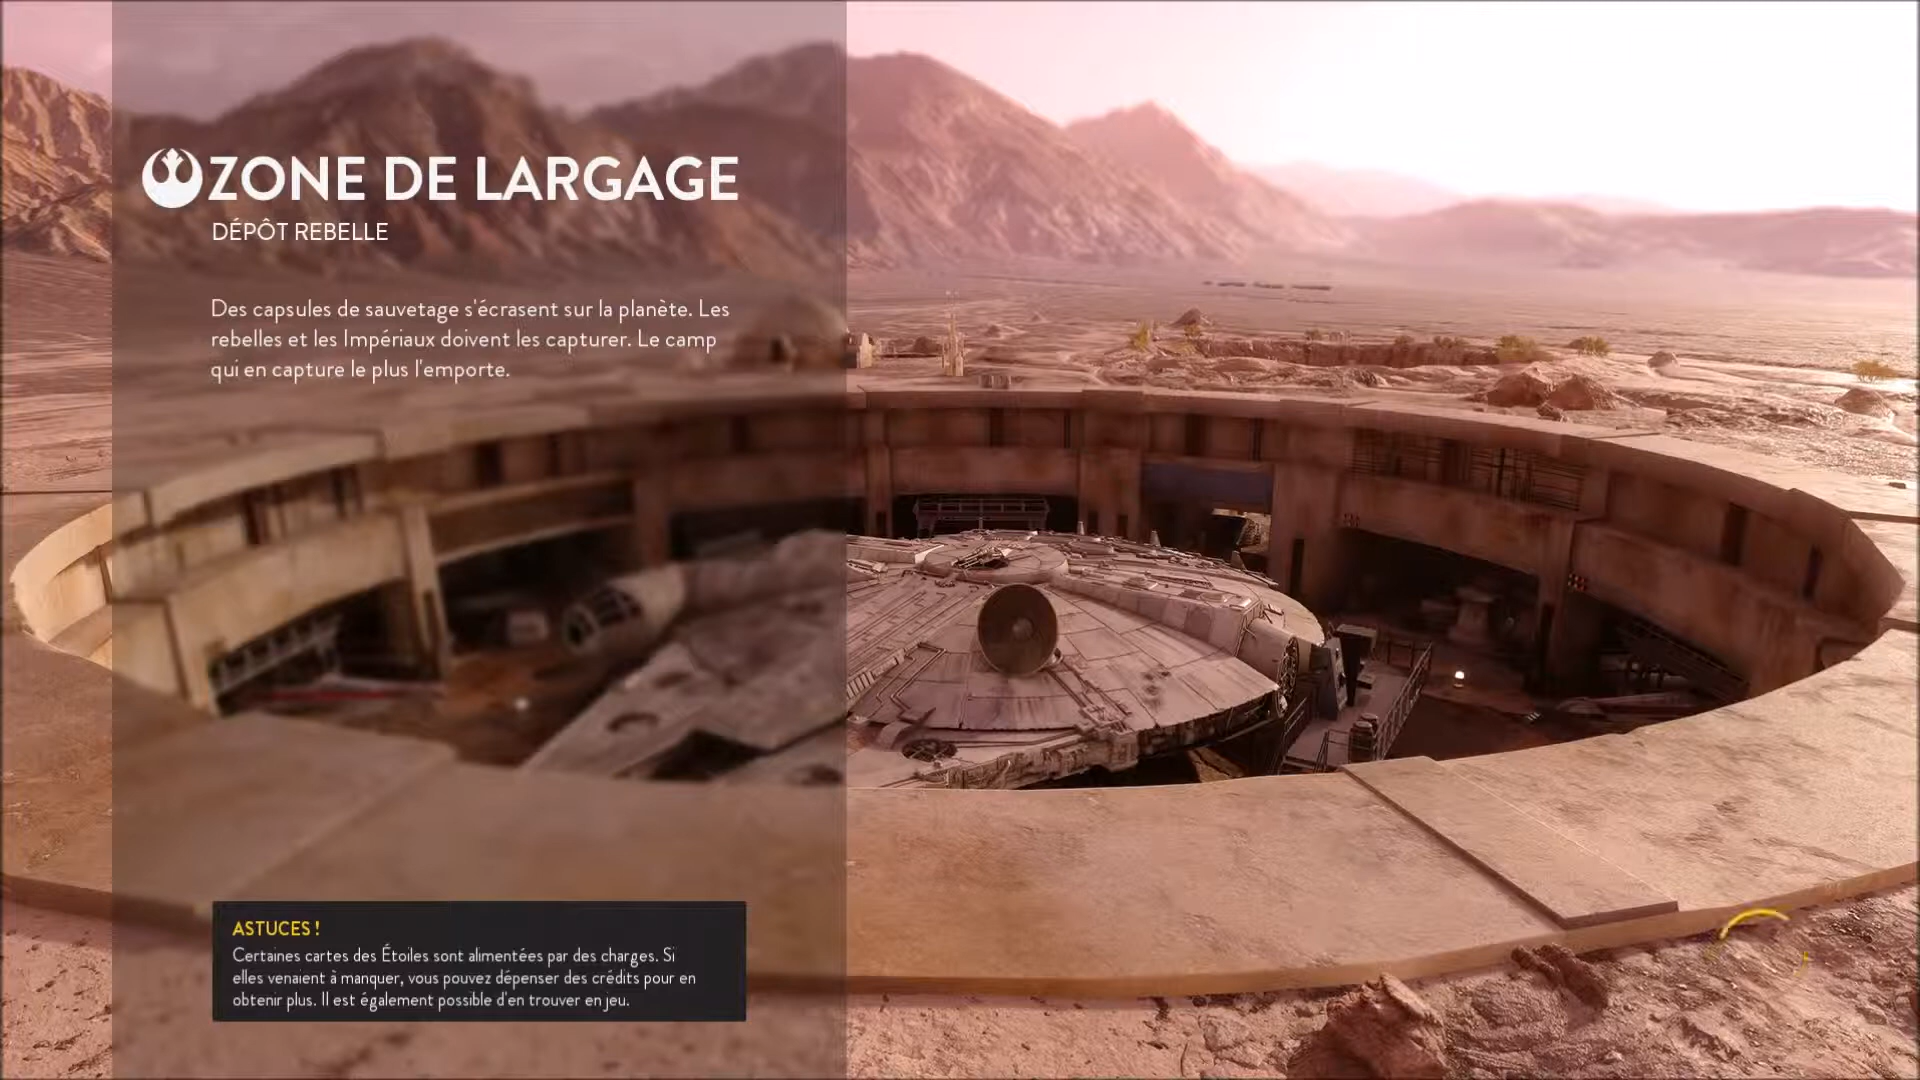 ZONE DE LARGAGE
DÉPÔT REBELLE
Des capsules de sauvetage s'écrasent sur la planète. Les
rebelles et les Impériaux doivent les capturer. Le camp
qui en capture le plus l'emporte.
ASTUCES !
Certaines cartes des Étoiles sont alimentées par des charges. Si
elles venaient à manquer, vous pouvez dépenser des crédits pour en
obtenir plus. Il est également possible d'en trouver en jeu.